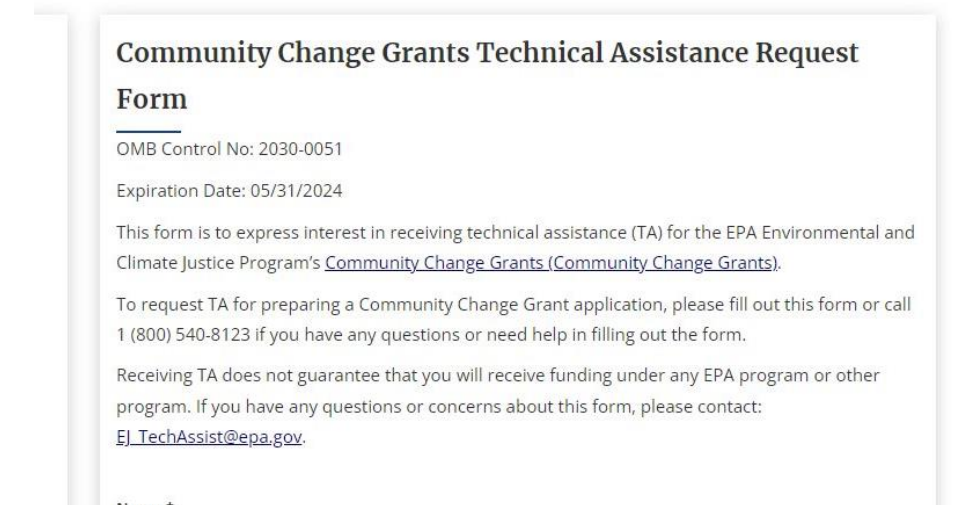 Community Change Grants Technical Assistance Request
Form
OMB Control No: 2030-0051
Expiration Date: 05/31/2024
This form is to express interest in receiving technical assistance (TA) for the EPA Environmental and
Climate Justice Program's Community Change Grants (Community Change Grants).
To request TA for preparing a Community Change Grant application, please fill out this form or call
1 (800) 540-8123 if you have any questions or need help in filling out the form.
Receiving TA does not guarantee that you will receive funding under any EPA program or other
program. If you have any questions or concerns about this form, please contact:
EJ_TechAssist@epa.gov.